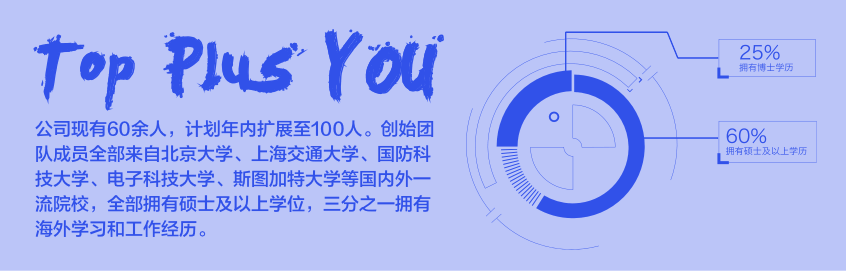 Top Plus YOU
公司现有60余人，计划年内扩展至100人。创始团
队成员全部来自北京大学、上海交通大学、国防科
技大学、电子科技大学、斯图加特大学等国内外一
流院校，全部拥有硕士及以上学位，三分之一拥有
海外学习和工作经历。
25%
拥有博士学历
60%
拥有硕士及以上学历